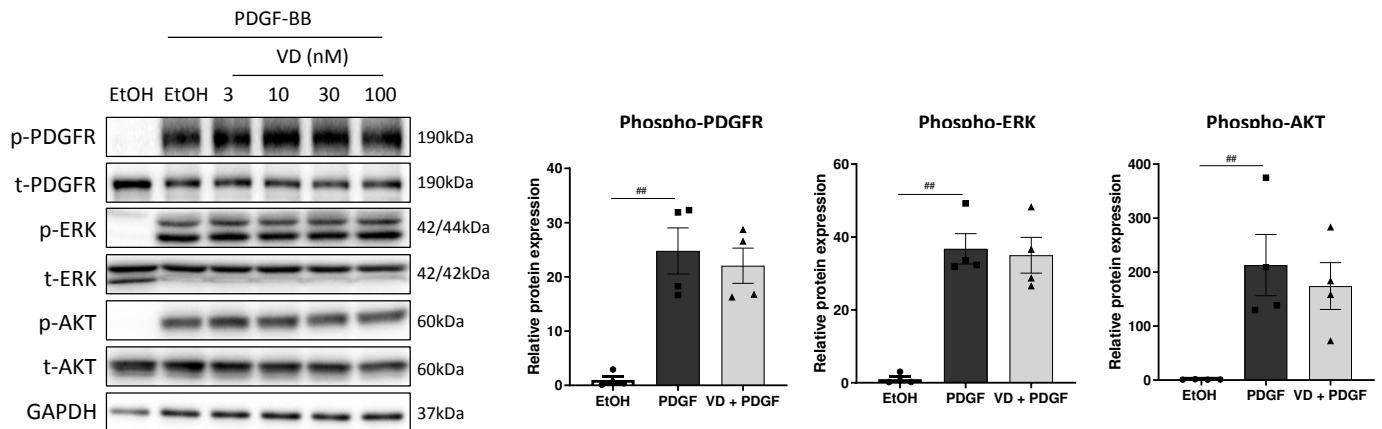 PDGF-BB
VD (nM)
EtOH EtOH 3 10 30 100
p-PDGFR 190kDa
t-PDGFR 190kDa
p-ERK 42/44kDa
t-ERK 42/42kDa
p-AKT 60kDa
t-AKT 60kDa
GAPDH 37kDa
Phospho-PDGFR
Relative protein expression
40
30
20
10
0
##
EtOH PDGF VD + PDGF
Phospho-ERK
Relative protein expression
60
40
20
0
##
EtOH PDGF VD + PDGF
Phospho-AKT
Relative protein expression
400
300
200
100
0
##
EtOH PDGF VD + PDGF